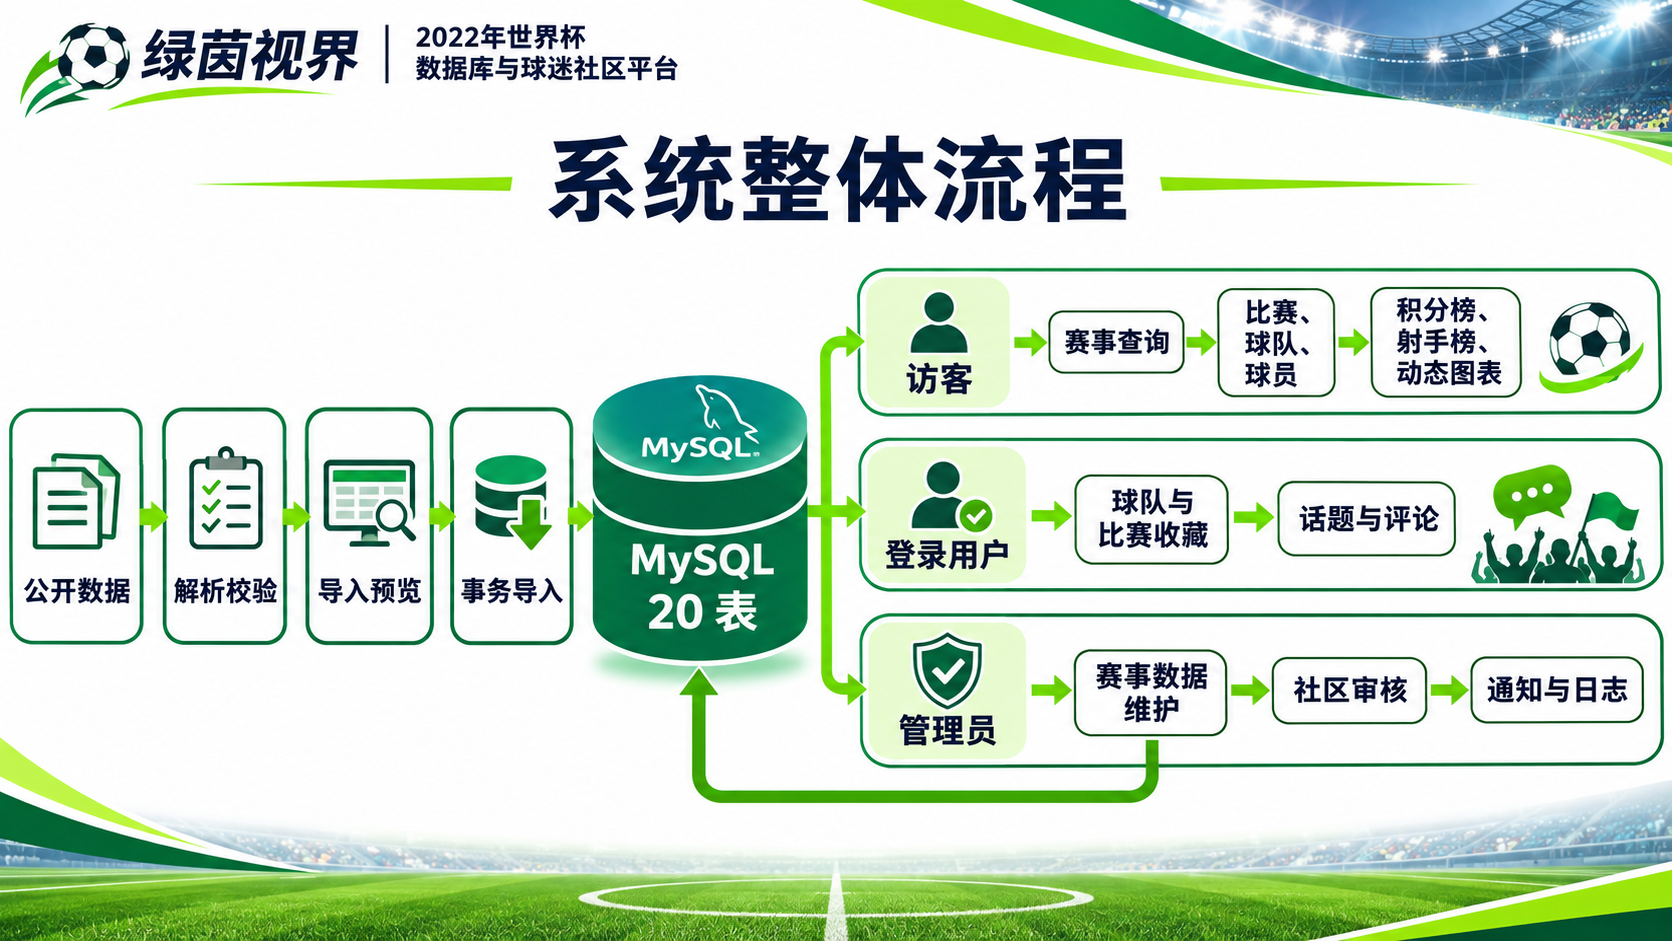 绿茵视界
2022年世界杯
数据库与球迷社区平台
系统整体流程
公开数据
解析校验
导入预览
事务导入
MySQL
MySQL
20 表
访客
赛事查询
比赛、
球队、
球员
积分榜、
射手榜、
动态图表
登录用户
球队与
比赛收藏
话题与评论
管理员
赛事数据
维护
社区审核
通知与日志